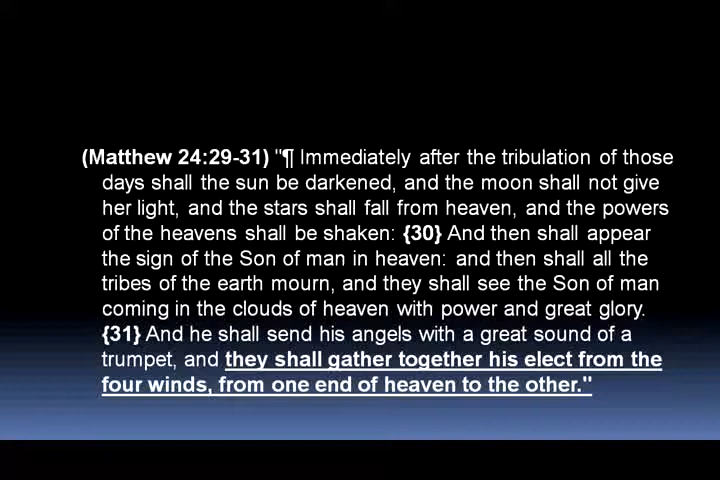 (Matthew 24:29-31) "¶ Immediately after the tribulation of those
days shall the sun be darkened, and the moon shall not give
her light, and the stars shall fall from heaven, and the powers
of the heavens shall be shaken: {30} And then shall appear
the sign of the Son of man in heaven: and then shall all the
tribes of the earth mourn, and they shall see the Son of man
coming in the clouds of heaven with power and great glory.
{31} And he shall send his angels with a great sound of a
trumpet, and they shall gather together his elect from the
four winds, from one end of heaven to the other."